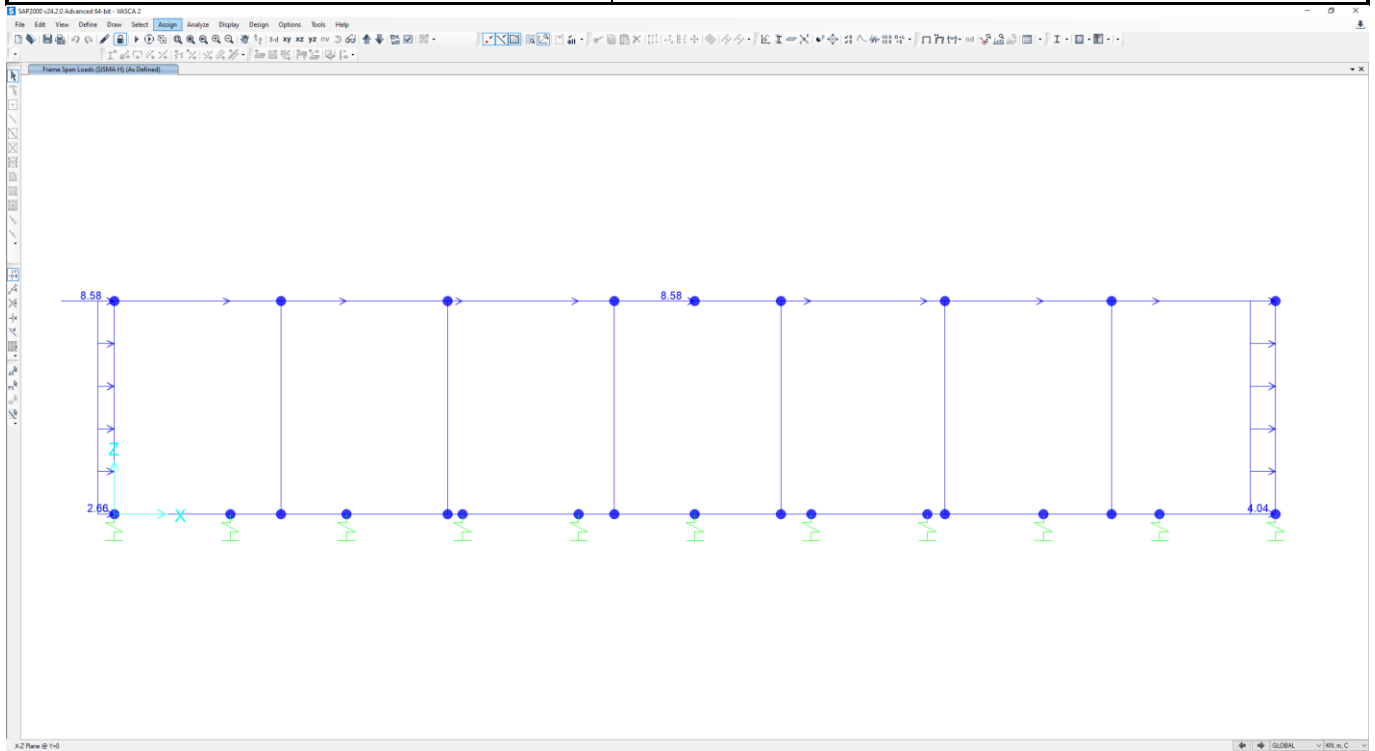 SAP2000 v24.2.0 Advanced 64-bit - VASCA 2
File Edit View Define Draw Select Assign Analyze Display Design Options Tools Help
3-d xy xz yz nv
nd
Frame Span Loads (SISMA H) (As Defined)
8.58 8.58
Z
2.66 X 4.04
X-Z Plane @ Y=0 GLOBAL KN, m, C